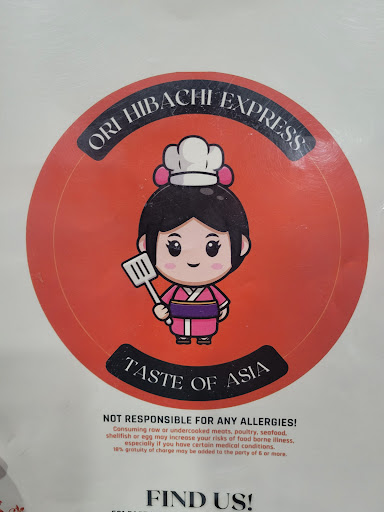 ORI HIBACHI EXPRESS
TASTE OF ASIA
NOT RESPONSIBLE FOR ANY ALLERGIES!
Consuming raw or undercooked meats, poultry, seafood,
shellfish or egg may increase your risks of food borne illness,
especially if you have certain medical conditions.
18% gratuity of charge may be added to the party of 6 or more.
FIND US!